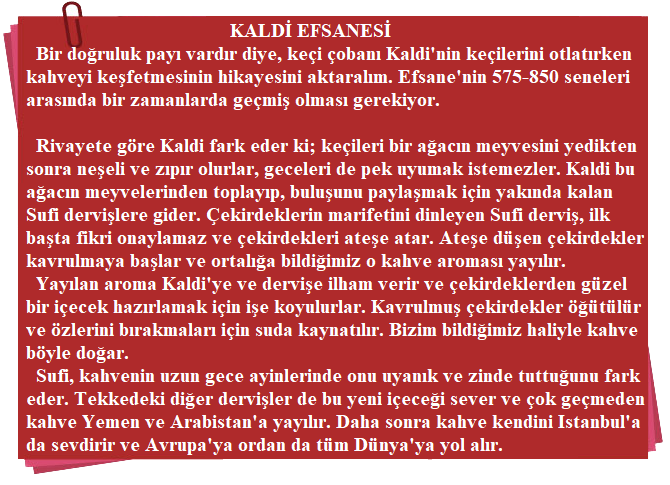 KALDİ EFSANESİ
Bir doğruluk payı vardır diye, keçi çobanı Kaldi'nin keçilerini otlatırken
kahveyi keşfetmesinin hikayesini aktaralım. Efsane'nin 575-850 seneleri
arasında bir zamanlarda geçmiş olması gerekiyor.
Rivayete göre Kaldi fark eder ki; keçileri bir ağacın meyvesini yedikten
sonra neşeli ve zıpır olurlar, geceleri de pek uyumak istemezler. Kaldi bu
ağacın meyvelerinden toplayıp, buluşunu paylaşmak için yakında kalan
Sufi dervişlere gider. Çekirdeklerin marifetini dinleyen Sufi derviş, ilk
başta fikri onaylamaz ve çekirdekleri ateşe atar. Ateşe düşen çekirdekler
kavrulmaya başlar ve ortalığa bildiğimiz o kahve aroması yayılır.
Yayılan aroma Kaldi'ye ve dervişe ilham verir ve çekirdeklerden güzel
bir içecek hazırlamak için işe koyulurlar. Kavrulmuş çekirdekler öğütülür
ve özlerini bırakmaları için suda kaynatılır. Bizim bildiğimiz haliyle kahve
böyle doğar.
Sufi, kahvenin uzun gece ayinlerinde onu uyanık ve zinde tuttuğunu fark
eder. Tekkedeki diğer dervişler de bu yeni içeceği sever ve çok geçmeden
kahve Yemen ve Arabistan'a yayılır. Daha sonra kahve kendini Istanbul'a
da sevdirir ve Avrupa'ya ordan da tüm Dünya'ya yol alır.